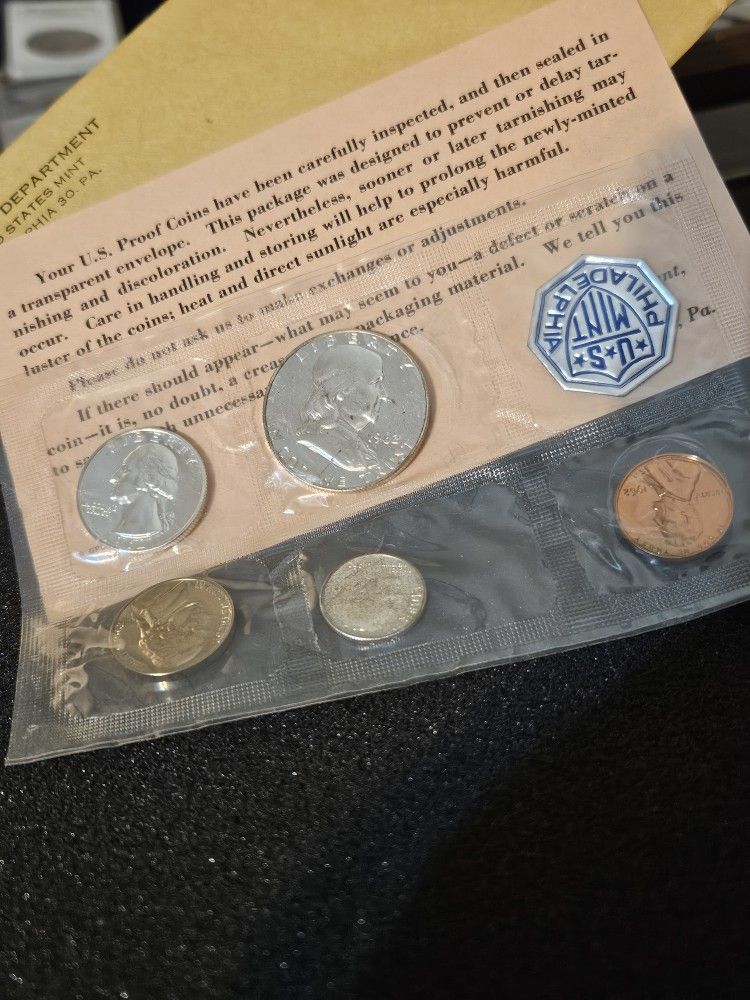 DEPARTMENT
STATES MINT
PHIA 30. PA.
Your U.S. Proof Coins have been carefully inspected, and then sealed in
a transparent envelope. This package was designed to prevent or delay tar-
nishing and discoloration. Nevertheless, sooner or later tarnishing may
occur. Care in handling and storing will help to prolong the newly-minted
luster of the coins; heat and direct sunlight are especially harmful.
Please do not ask us to make exchanges or adjustments.
If there should appear—what may seem to you—a defect or scratch on a
coin—it is, no doubt, a crease packaging material. We tell you this
to unnecessa
Pa.
PHILADELPHIA
U★S
MINT
LIBERTY
1962
LIBERTY
1962